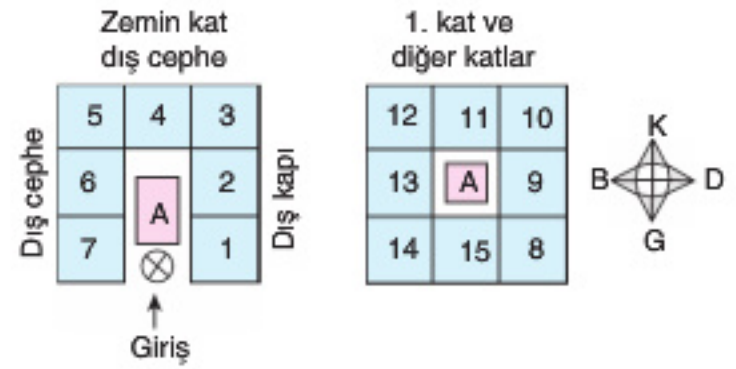 Zemin kat
dış cephe
5 4 3
6 2
A
7 1
Dış cephe
Dış kapı
Giriş
1. kat ve
diğer katlar
12 11 10
13 A 9
14 15 8
K
B D
G